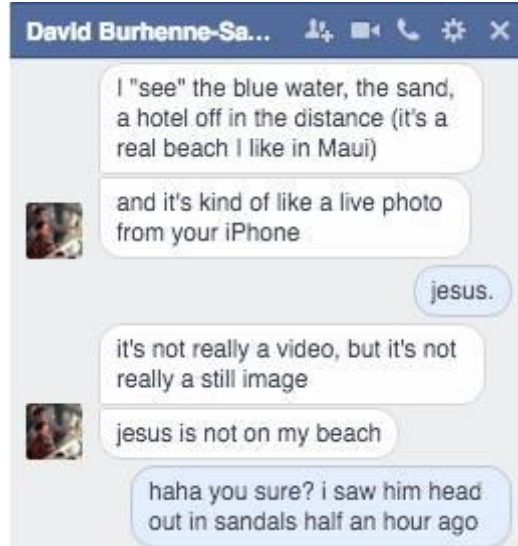 David Burhenne-Sa...
I "see" the blue water, the sand,
a hotel off in the distance (it's a
real beach I like in Maui)
and it's kind of like a live photo
from your iPhone
jesus.
it's not really a video, but it's not
really a still image
jesus is not on my beach
haha you sure? i saw him head
out in sandals half an hour ago